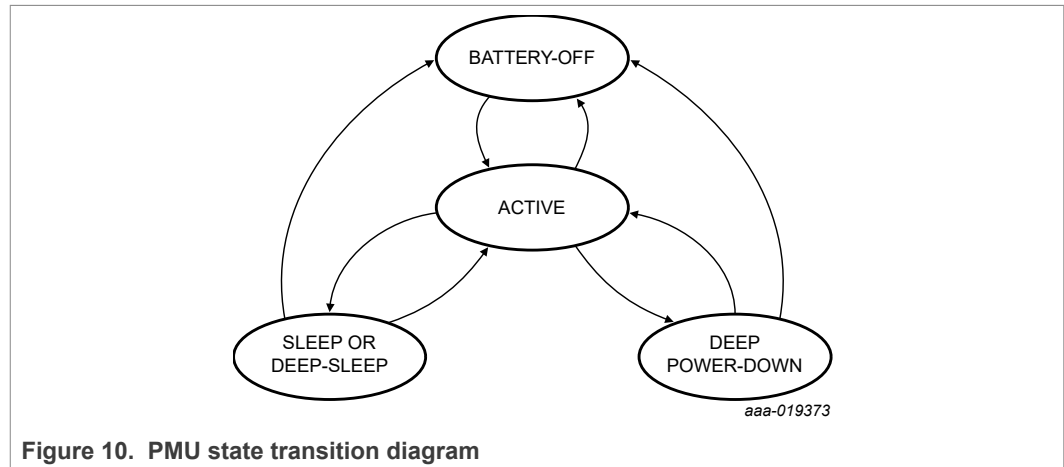 BATTERY-OFF
ACTIVE
SLEEP OR
DEEP-SLEEP
DEEP
POWER-DOWN
aaa-019373
Figure 10. PMU state transition diagram